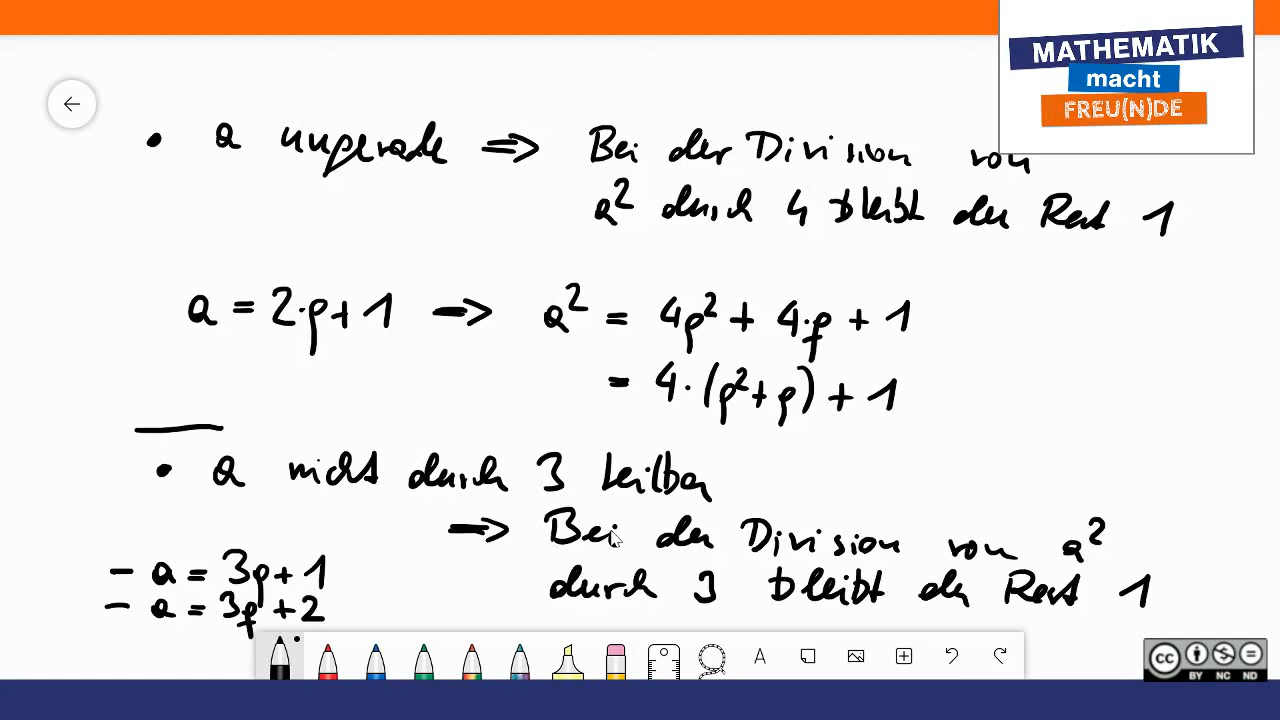 MATHEMATIK
macht
FREU(N)DE
• a ungerade ⇒ Bei der Division von
a² durch 4 bleibt der Rest 1
a = 2·p + 1 → a² = 4p² + 4·p + 1
= 4·(p² + p) + 1
• a nicht durch 3 teilbar
⇒ Bei der Division von a²
durch 3 bleibt der Rest 1
– a = 3p + 1
– a = 3p + 2
A
CC BY NC ND